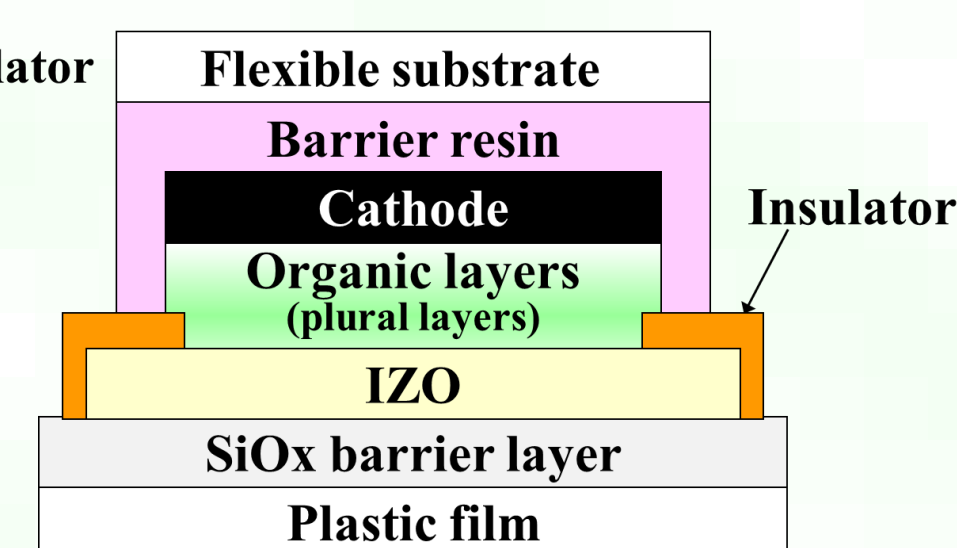 lator
Flexible substrate
Barrier resin
Cathode
Insulator
Organic layers
(plural layers)
IZO
SiOx barrier layer
Plastic film